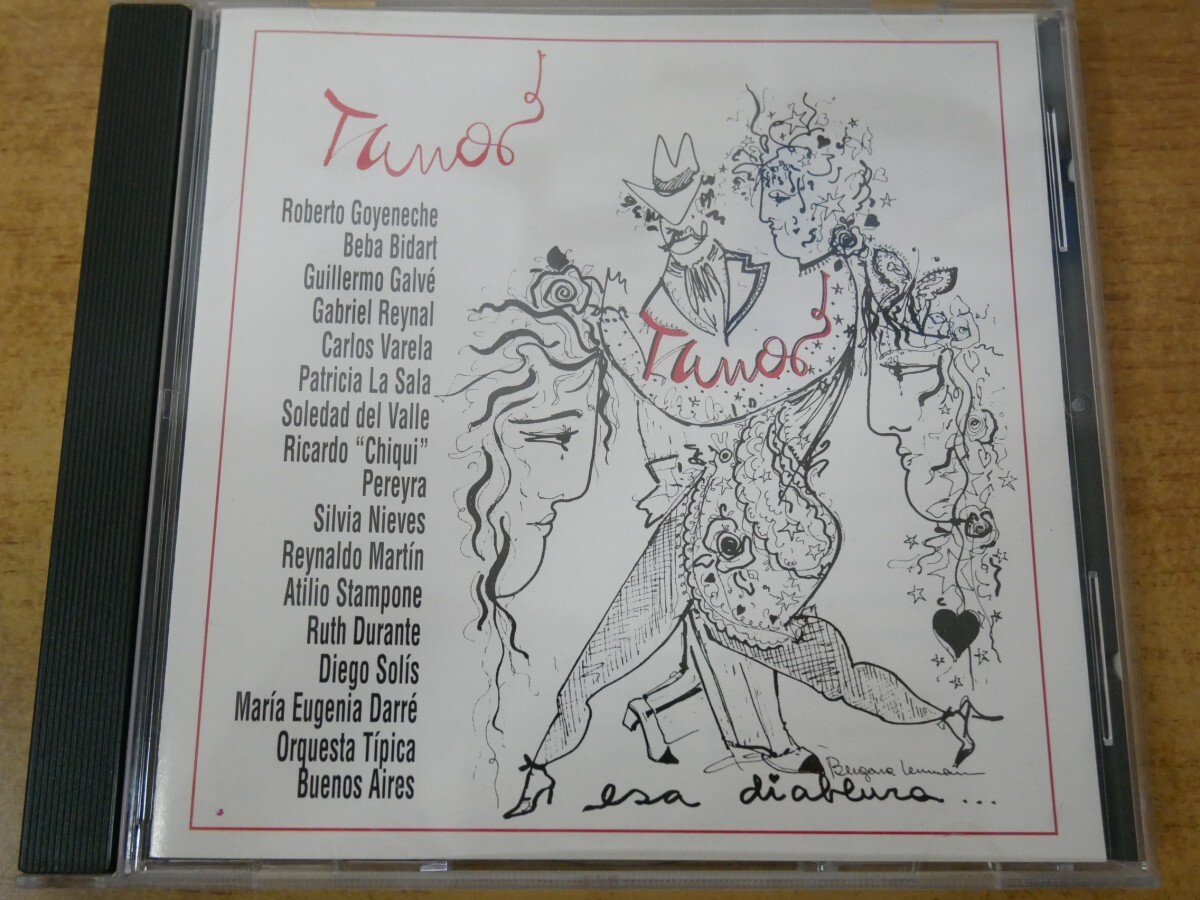 Tango
Roberto Goyeneche
Beba Bidart
Guillermo Galvé
Gabriel Reynal
Carlos Varela
Patricia La Sala
Soledad del Valle
Ricardo “Chiqui”
Pereyra
Silvia Nieves
Reynaldo Martín
Atilio Stampone
Ruth Durante
Diego Solís
María Eugenia Darré
Orquesta Típica
Buenos Aires
Tango
Bergara Leumann
esa diablura...